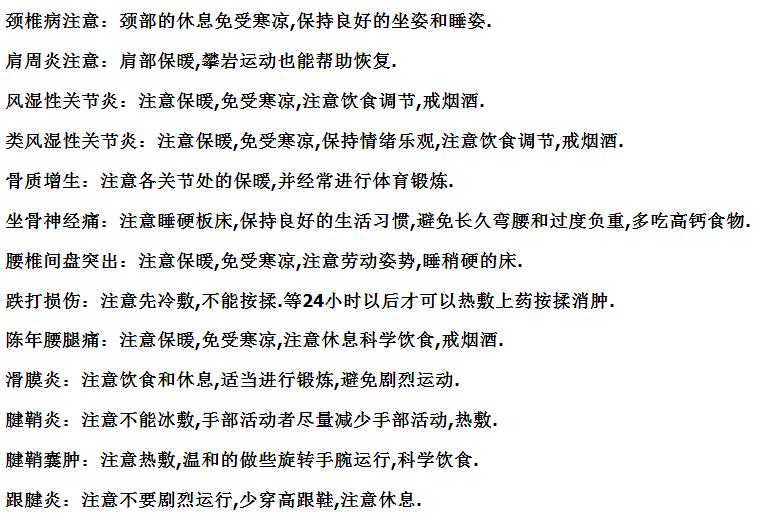 颈椎病注意：颈部的休息免受寒凉,保持良好的坐姿和睡姿.
肩周炎注意：肩部保暖,攀岩运动也能帮助恢复.
风湿性关节炎：注意保暖,免受寒凉,注意饮食调节,戒烟酒.
类风湿性关节炎：注意保暖,免受寒凉,保持情绪乐观,注意饮食调节,戒烟酒.
骨质增生：注意各关节处的保暖,并经常进行体育锻炼.
坐骨神经痛：注意睡硬板床,保持良好的生活习惯,避免长久弯腰和过度负重,多吃高钙食物.
腰椎间盘突出：注意保暖,免受寒凉,注意劳动姿势,睡稍硬的床.
跌打损伤：注意先冷敷,不能按揉.等24小时以后才可以热敷上药按揉消肿.
陈年腰腿痛：注意保暖,免受寒凉,注意休息科学饮食,戒烟酒.
滑膜炎：注意饮食和休息,适当进行锻炼,避免剧烈运动.
腱鞘炎：注意不能冰敷,手部活动者尽量减少手部活动,热敷.
腱鞘囊肿：注意热敷,温和的做些旋转手腕运行,科学饮食.
跟腱炎：注意不要剧烈运行,少穿高跟鞋,注意休息.